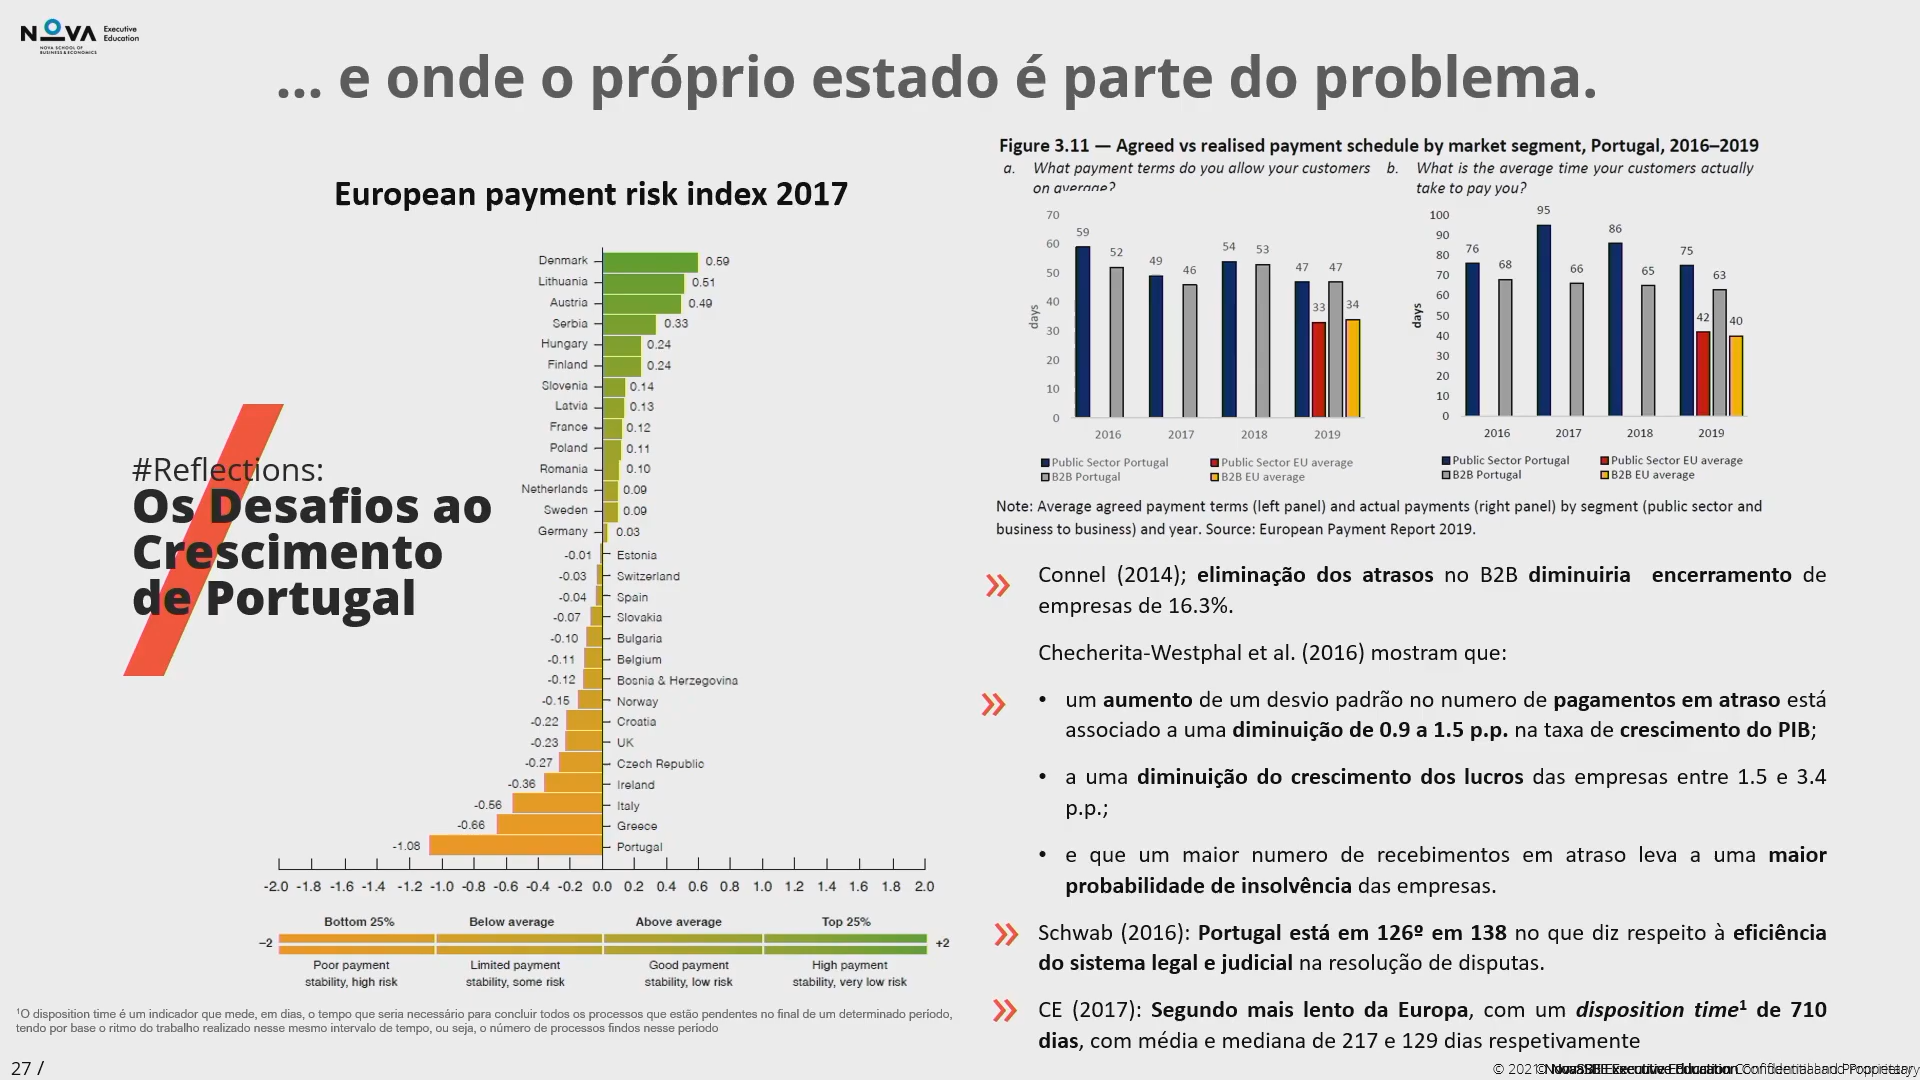 NOVA Executive Education
NOVA SCHOOL OF BUSINESS & ECONOMICS
... e onde o próprio estado é parte do problema.
#Reflections:
Os Desafios ao
Crescimento
de Portugal
European payment risk index 2017
Denmark 0.59
Lithuania 0.51
Austria 0.49
Serbia 0.33
Hungary 0.24
Finland 0.24
Slovenia 0.14
Latvia 0.13
France 0.12
Poland 0.11
Romania 0.10
Netherlands 0.09
Sweden 0.09
Germany 0.03
-0.01 Estonia
-0.03 Switzerland
-0.04 Spain
-0.07 Slovakia
-0.10 Bulgaria
-0.11 Belgium
-0.12 Bosnia & Herzegovina
-0.15 Norway
-0.22 Croatia
-0.23 UK
-0.27 Czech Republic
-0.36 Ireland
-0.56 Italy
-0.66 Greece
-1.08 Portugal
-2.0 -1.8 -1.6 -1.4 -1.2 -1.0 -0.8 -0.6 -0.4 -0.2 0.0 0.2 0.4 0.6 0.8 1.0 1.2 1.4 1.6 1.8 2.0
Bottom 25% Below average Above average Top 25%
–2 +2
Poor payment Limited payment Good payment High payment
stability, high risk stability, some risk stability, low risk stability, very low risk
Figure 3.11 — Agreed vs realised payment schedule by market segment, Portugal, 2016–2019
a. What payment terms do you allow your customers
on average?
70
60
50
40
30
20
10
0
days
59 52 49 46 54 53 47 33 47 34
2016 2017 2018 2019
Public Sector Portugal Public Sector EU average
B2B Portugal B2B EU average
b. What is the average time your customers actually
take to pay you?
100
90
80
70
60
50
40
30
20
10
0
days
76 68 95 66 86 65 75 42 63 40
2016 2017 2018 2019
Public Sector Portugal Public Sector EU average
B2B Portugal B2B EU average
Note: Average agreed payment terms (left panel) and actual payments (right panel) by segment (public sector and
business to business) and year. Source: European Payment Report 2019.
Connel (2014); eliminação dos atrasos no B2B diminuiria encerramento de
empresas de 16.3%.
Checherita-Westphal et al. (2016) mostram que:
• um aumento de um desvio padrão no numero de pagamentos em atraso está
associado a uma diminuição de 0.9 a 1.5 p.p. na taxa de crescimento do PIB;
• a uma diminuição do crescimento dos lucros das empresas entre 1.5 e 3.4
p.p.;
• e que um maior numero de recebimentos em atraso leva a uma maior
probabilidade de insolvência das empresas.
Schwab (2016): Portugal está em 126º em 138 no que diz respeito à eficiência
do sistema legal e judicial na resolução de disputas.
CE (2017): Segundo mais lento da Europa, com um disposition time¹ de 710
dias, com média e mediana de 217 e 129 dias respetivamente
¹O disposition time é um indicador que mede, em dias, o tempo que seria necessário para concluir todos os processos que estão pendentes no final de um determinado período,
tendo por base o ritmo do trabalho realizado nesse mesmo intervalo de tempo, ou seja, o número de processos findos nesse período
27 /
© 2021